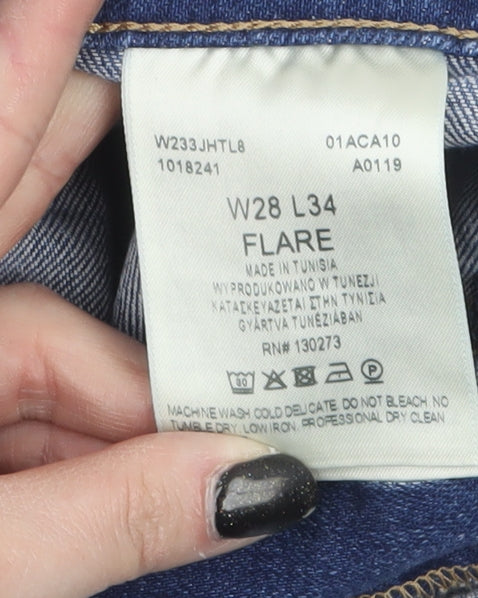 W233JHTL8 01ACA10
1018241 A0119
W28 L34
FLARE
MADE IN TUNISIA
WYPRODUKOWANO W TUNEZJI
ΚΑΤΑΣΚΕΥΑΖΕΤΑΙ ΣΤΗΝ ΤΥΝΙΣΙΑ
GYÁRTVA TUNÉZIÁBAN
RN# 130273
MACHINE WASH COLD DELICATE. DO NOT BLEACH. NO
TUMBLE DRY. LOW IRON. PROFESSIONAL DRY CLEAN